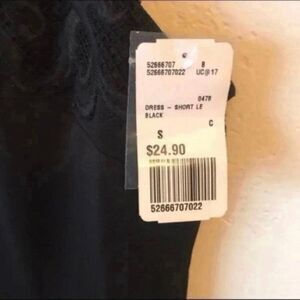 52666707 8
52666707022 UC@17
0478
DRESS - SHORT LE
BLACK
S C
$24.90
52666707022